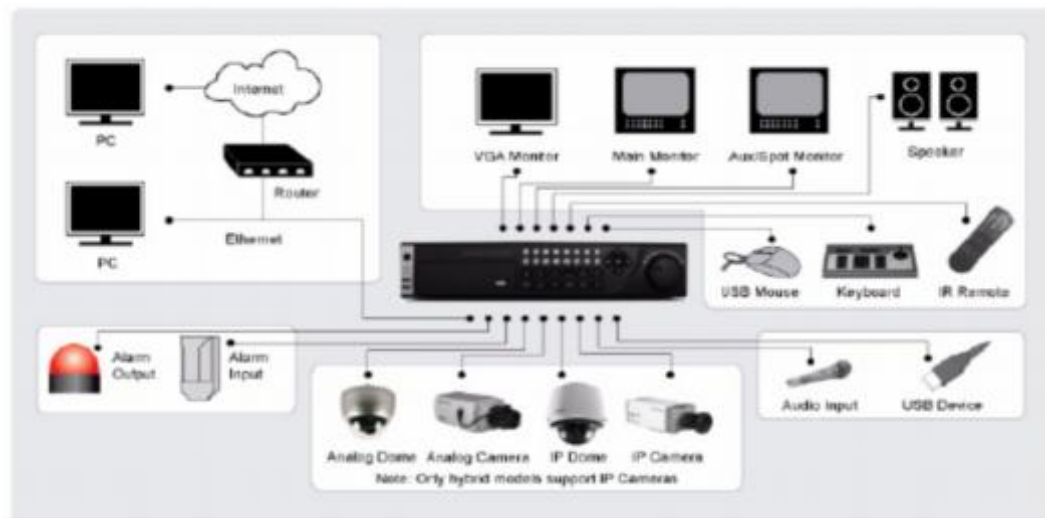 Internet
PC
Router
Ethernet
PC
VGA Monitor
Main Monitor
Aux/Spot Monitor
Speaker
USB Mouse
Keyboard
IR Remote
Alarm
Output
Alarm
Input
Analog Dome
Analog Camera
IP Dome
IP Camera
Note: Only hybrid models support IP Cameras
Audio Input
USB Device